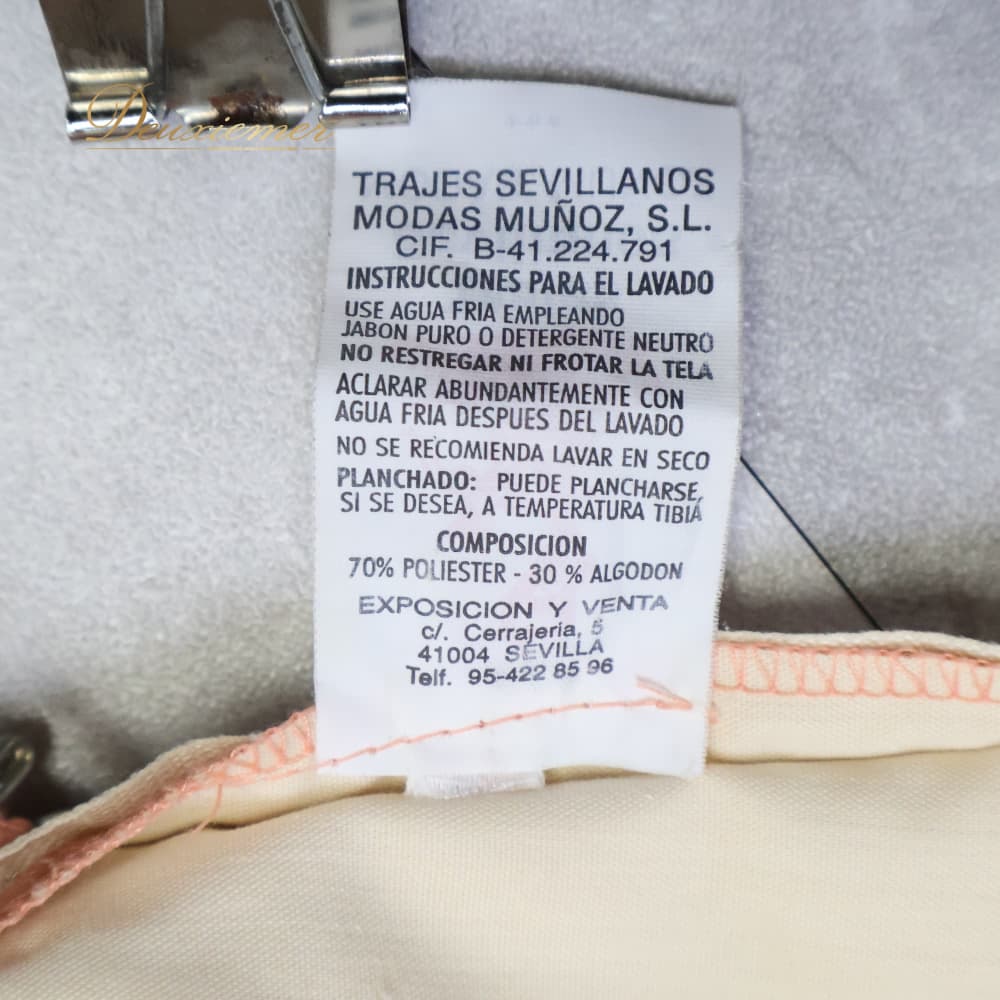 Deuxiemer
TRAJES SEVILLANOS
MODAS MUÑOZ, S.L.
CIF. B-41.224.791
INSTRUCCIONES PARA EL LAVADO
USE AGUA FRIA EMPLEANDO
JABON PURO O DETERGENTE NEUTRO
NO RESTREGAR NI FROTAR LA TELA
ACLARAR ABUNDANTEMENTE CON
AGUA FRIA DESPUES DEL LAVADO
NO SE RECOMIENDA LAVAR EN SECO
PLANCHADO: PUEDE PLANCHARSE,
SI SE DESEA, A TEMPERATURA TIBIA
COMPOSICION
70% POLIESTER - 30 % ALGODON
EXPOSICION Y VENTA
c/. Cerrajeria, 5
41004 SEVILLA
Telf. 95-422 85 96